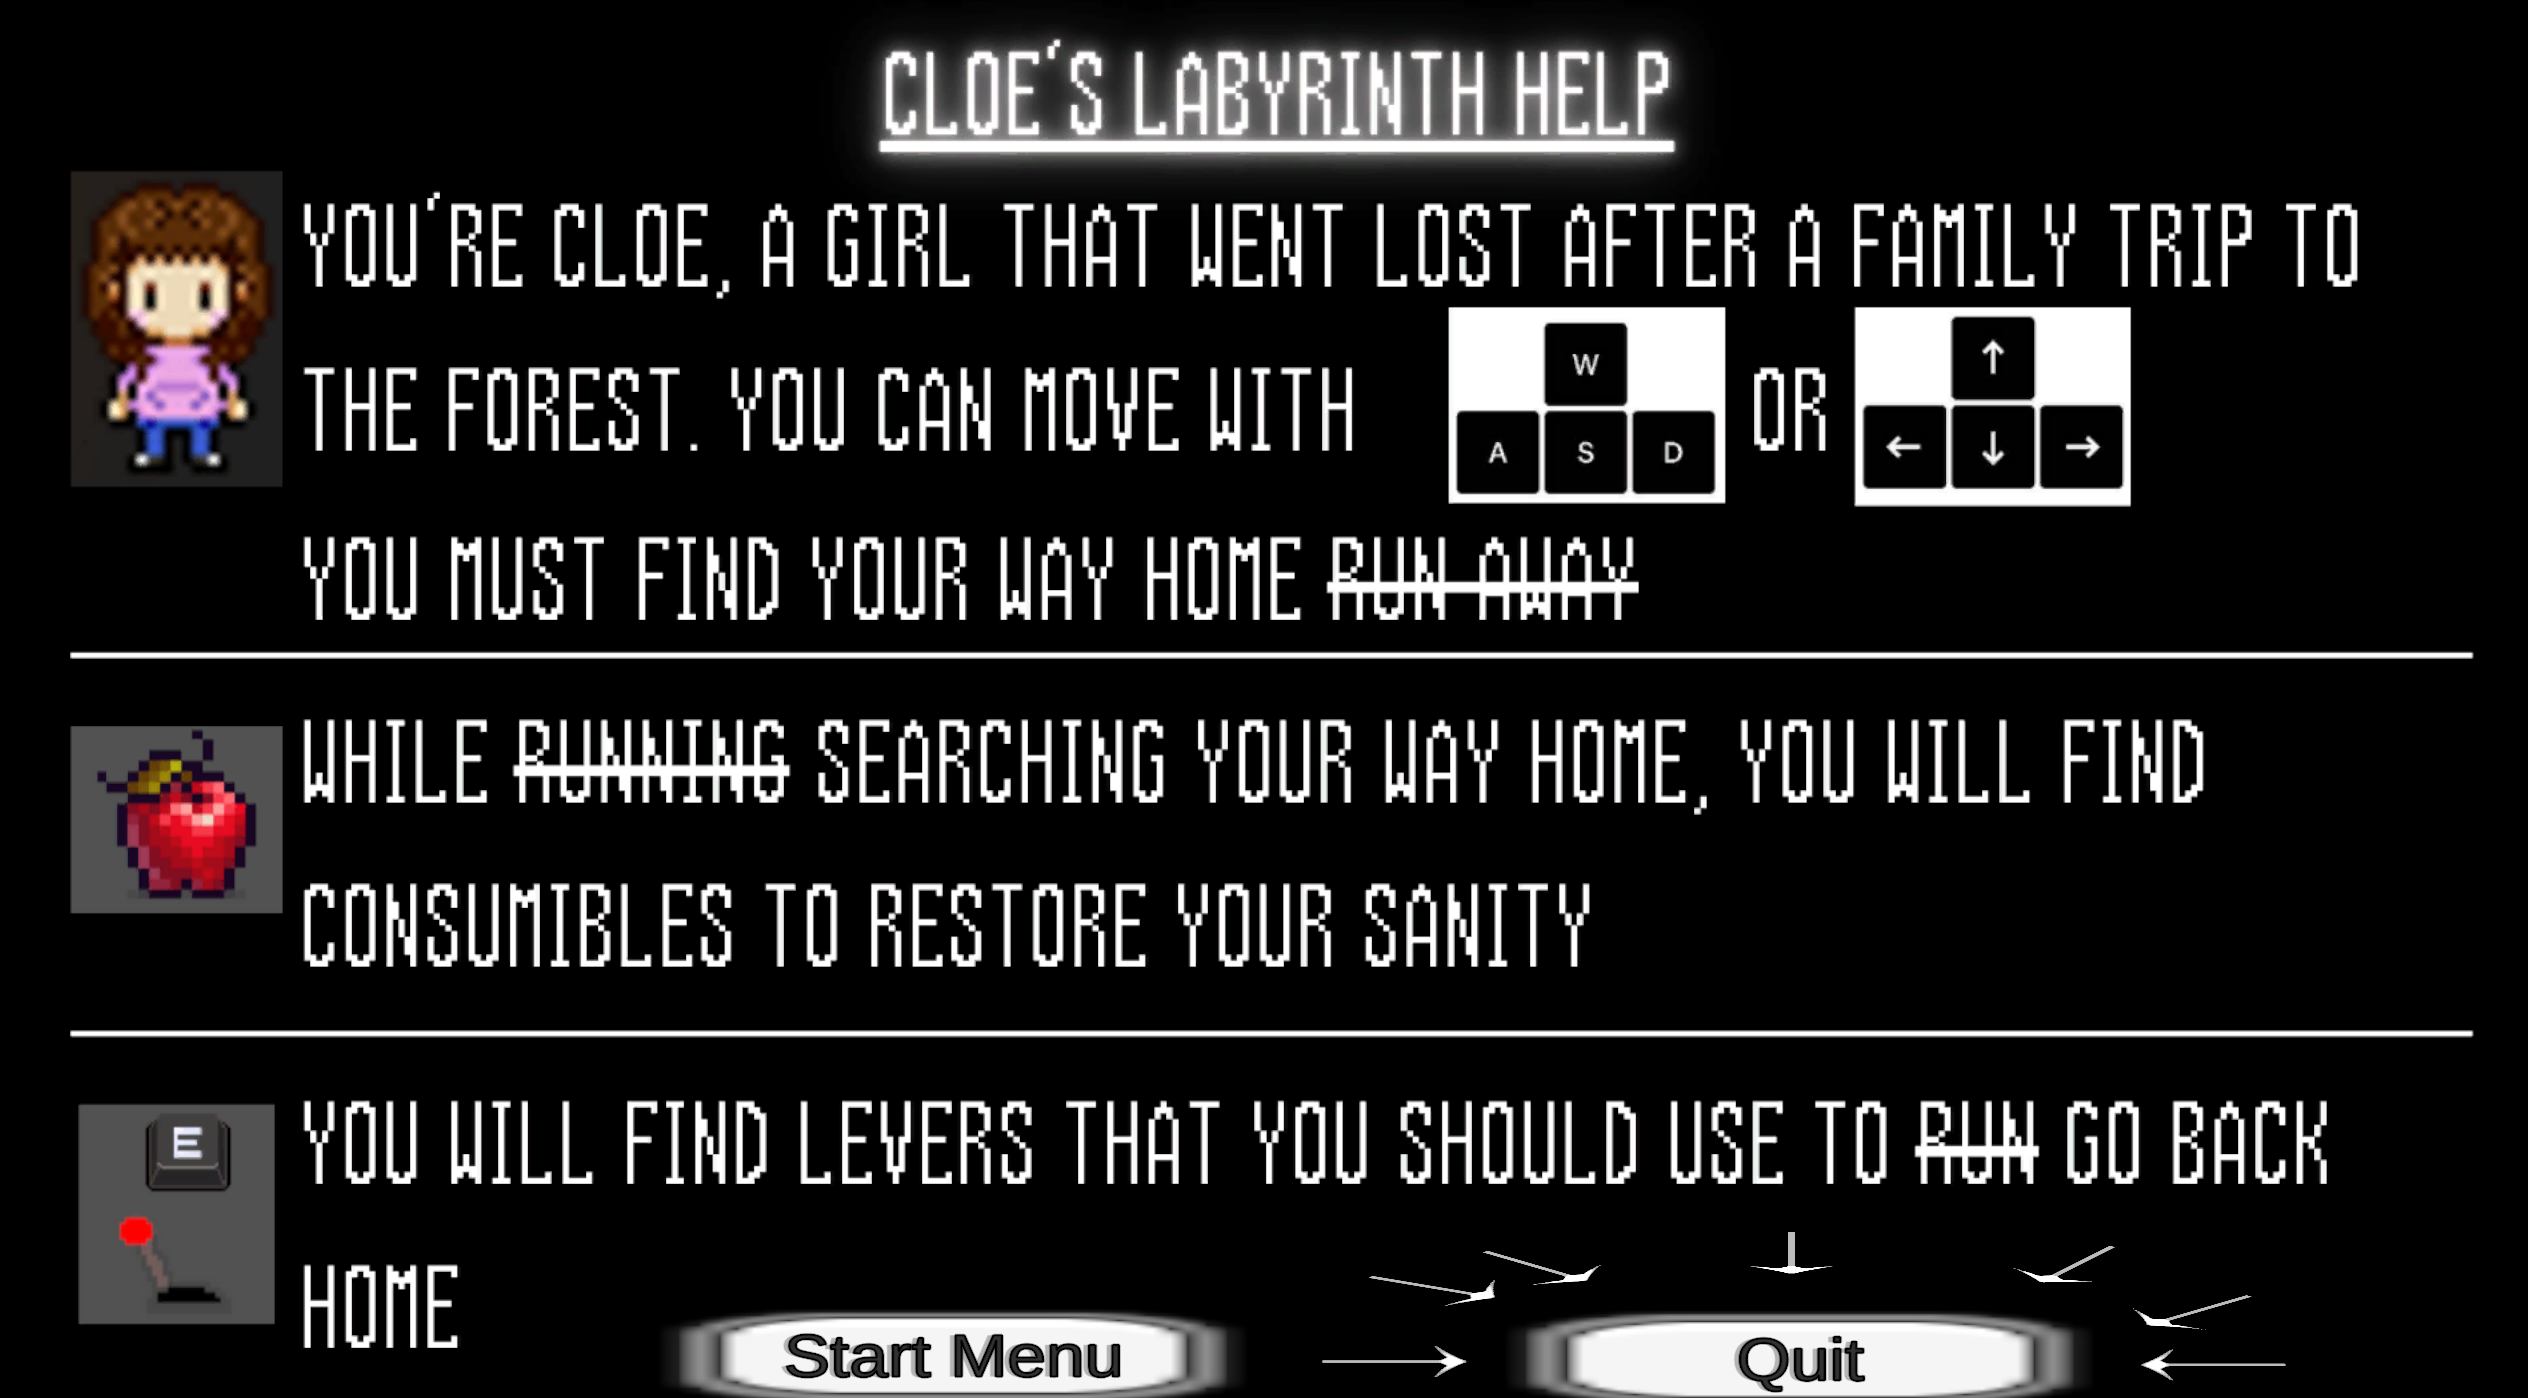 CLOE'S LABYRINTH HELP
YOU'RE CLOE, A GIRL THAT WENT LOST AFTER A FAMILY TRIP TO
THE FOREST. YOU CAN MOVE WITH W A S D OR ↑ ← ↓ →
YOU MUST FIND YOUR WAY HOME RUN AWAY
WHILE RUNNING SEARCHING YOUR WAY HOME, YOU WILL FIND
CONSUMIBLES TO RESTORE YOUR SANITY
E
YOU WILL FIND LEVERS THAT YOU SHOULD USE TO RUN GO BACK
HOME
Start Menu
Quit